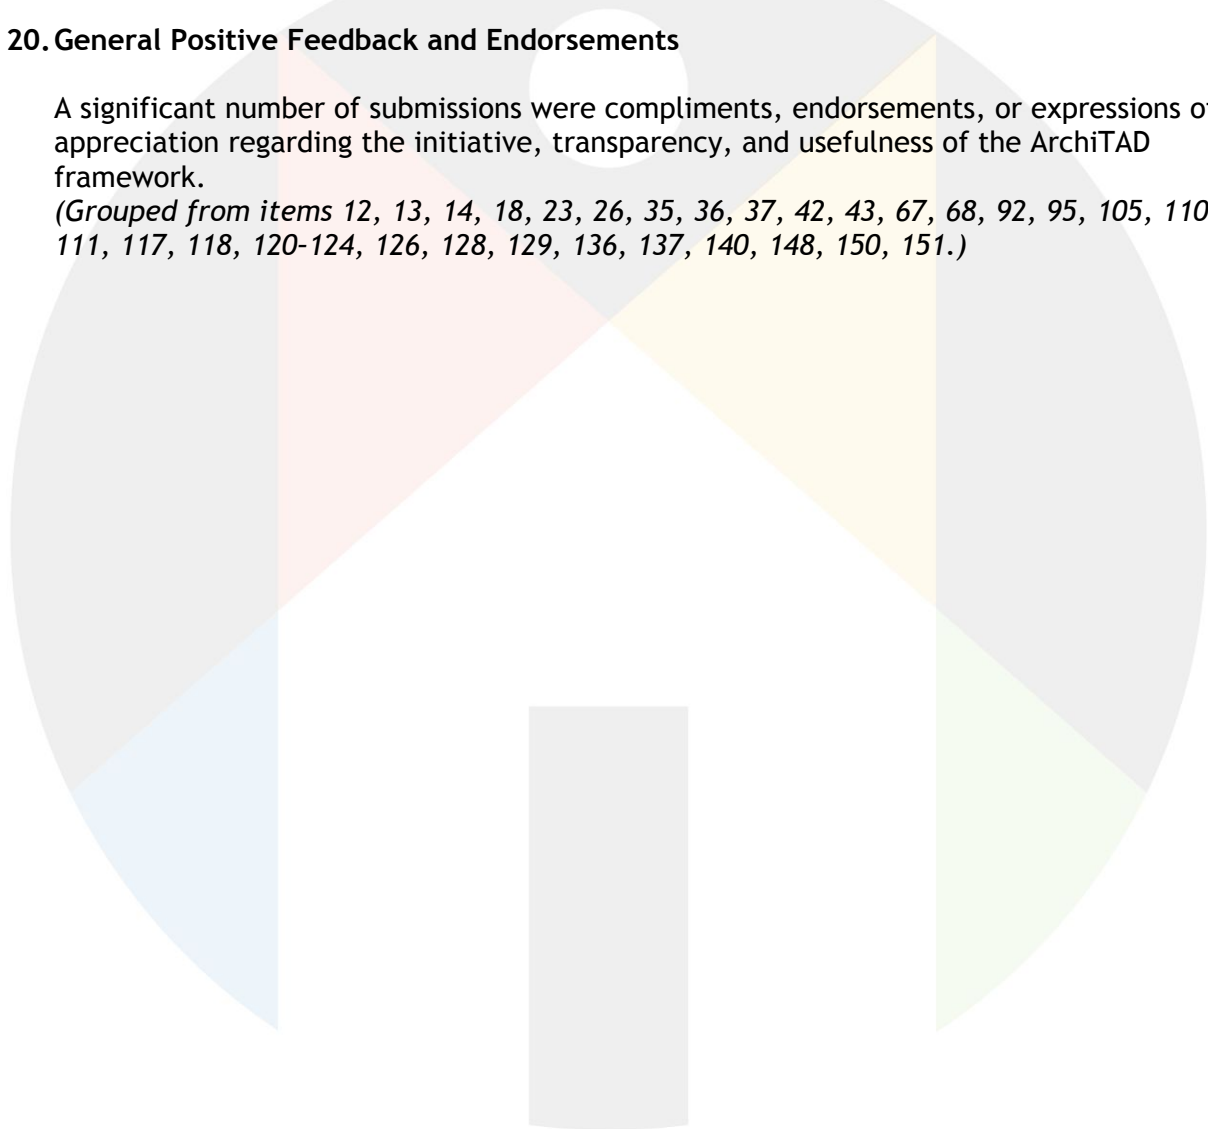 20. General Positive Feedback and Endorsements
A significant number of submissions were compliments, endorsements, or expressions of
appreciation regarding the initiative, transparency, and usefulness of the ArchiTAD
framework.
(Grouped from items 12, 13, 14, 18, 23, 26, 35, 36, 37, 42, 43, 67, 68, 92, 95, 105, 110
111, 117, 118, 120-124, 126, 128, 129, 136, 137, 140, 148, 150, 151.)